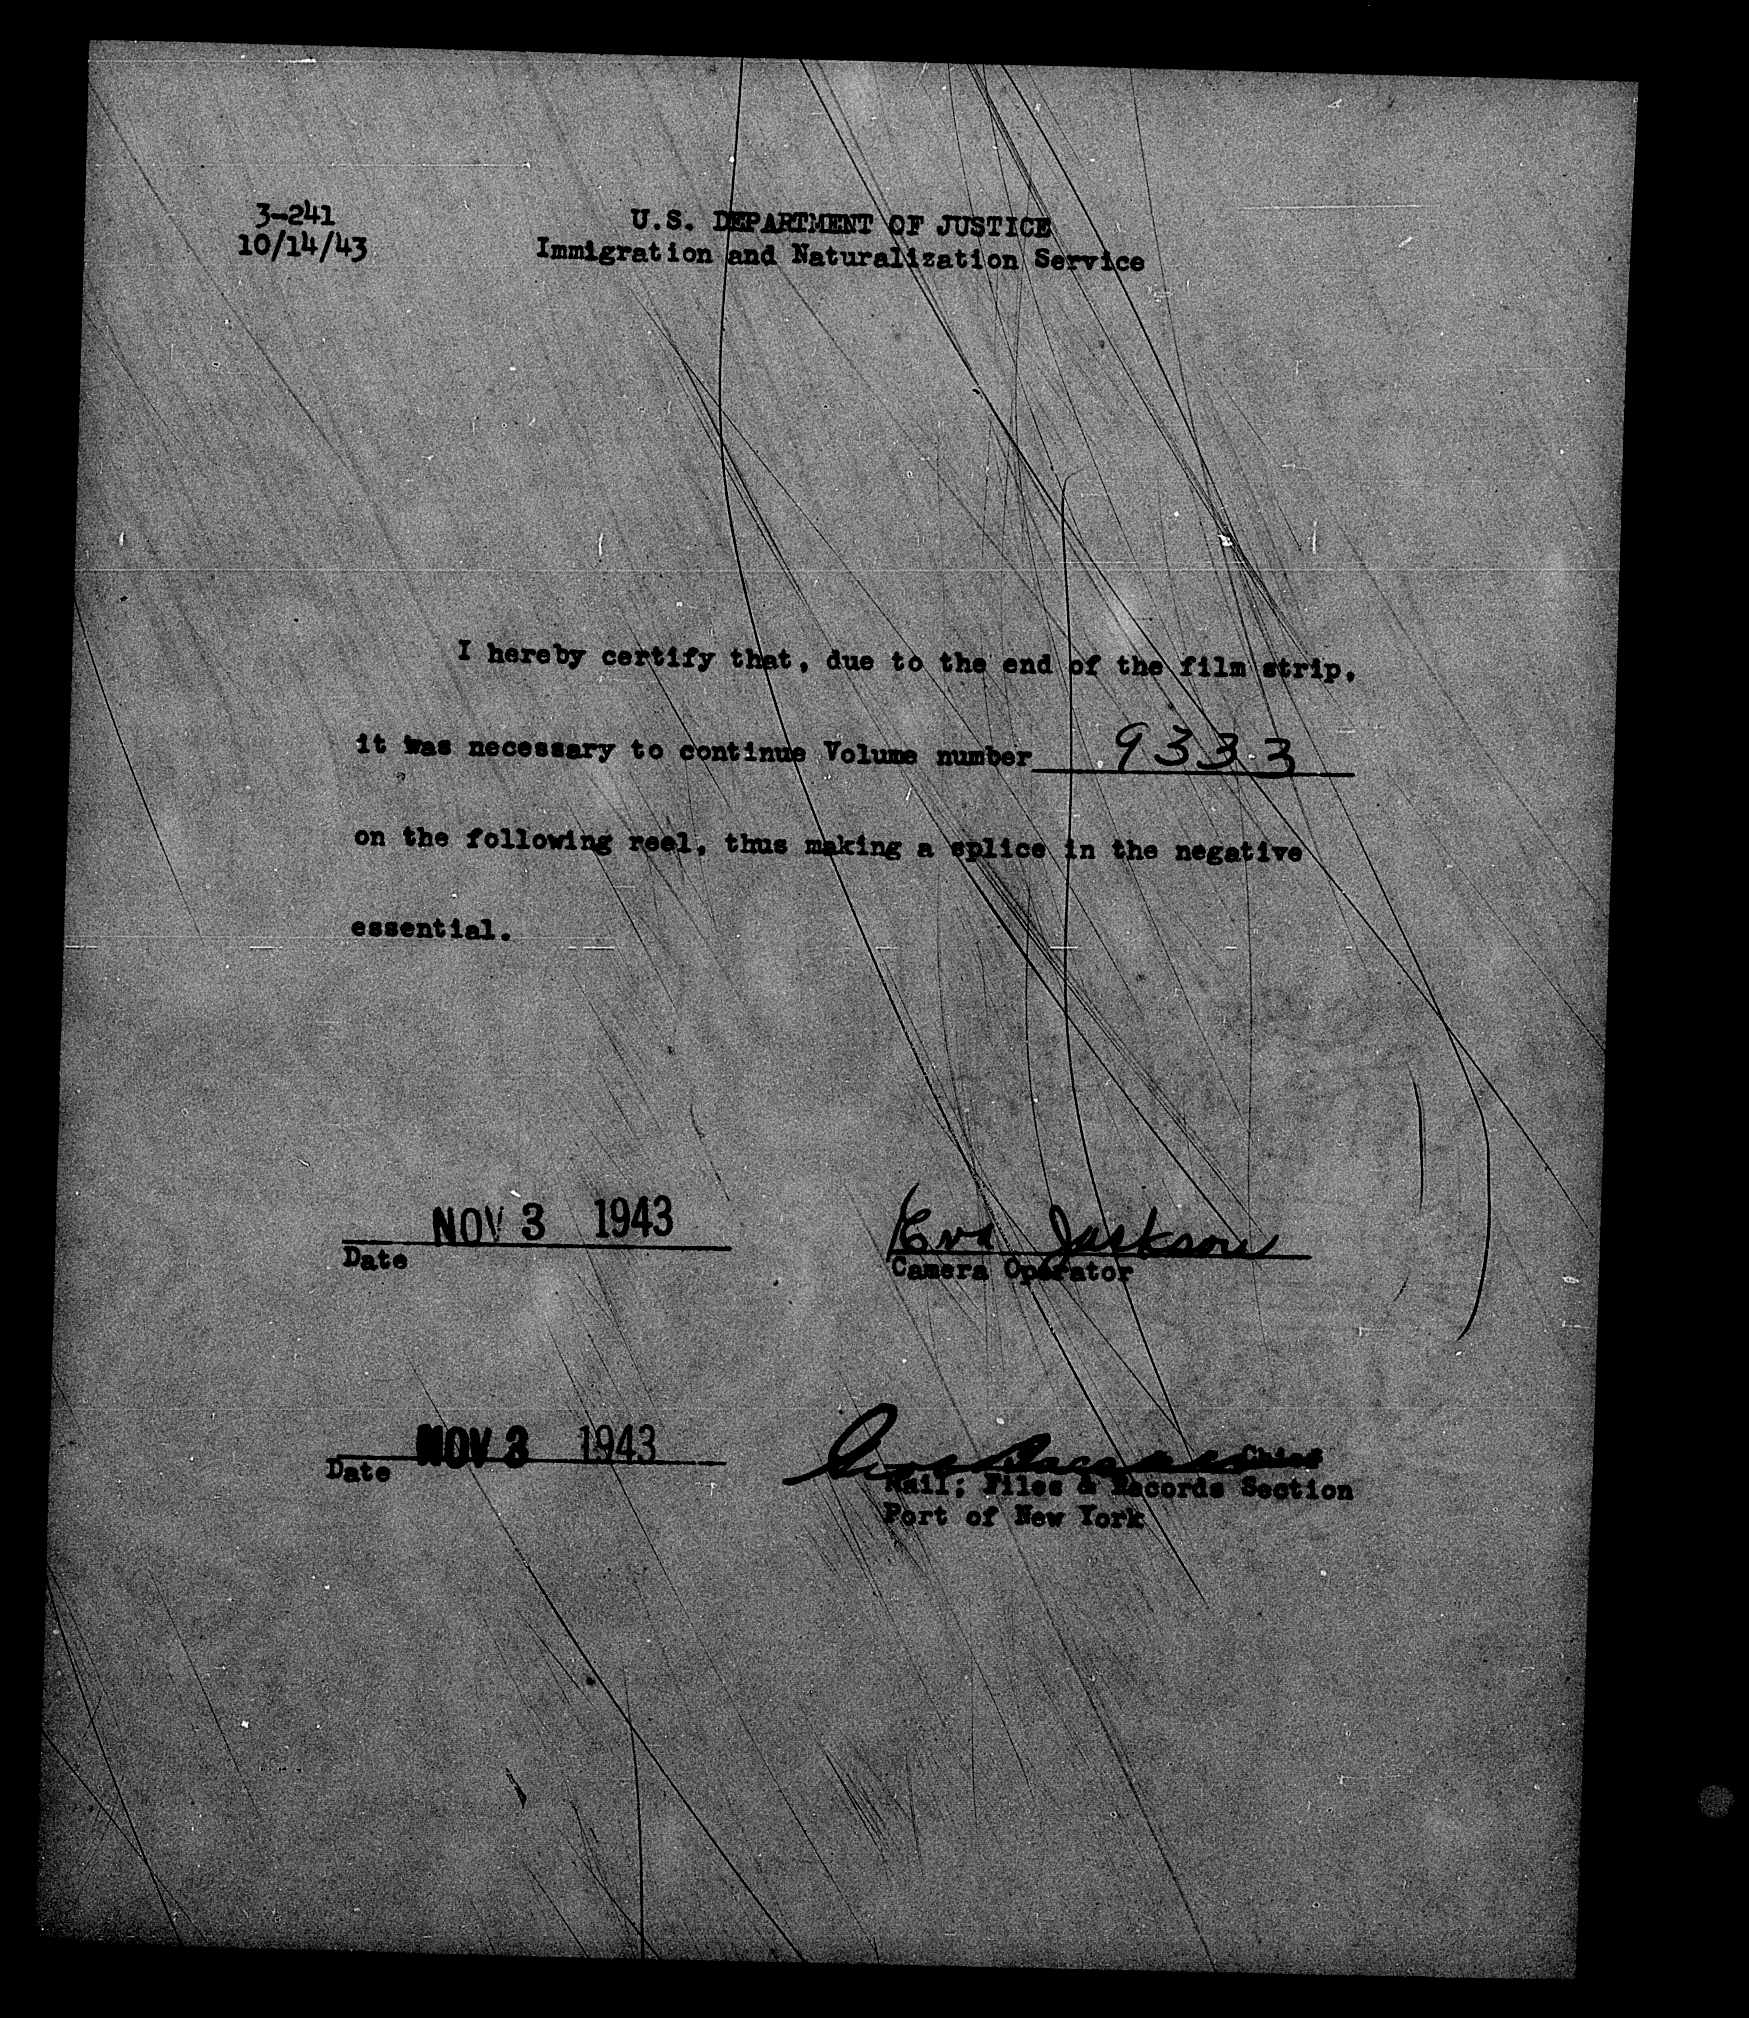 3-241
10/14/43
U.S. DEPARTMENT OF JUSTICE
Immigration and Naturalization Service
I hereby certify that, due to the end of the film strip,
it was necessary to continue Volume number 9333
on the following reel, thus making a splice in the negative
essential.
NOV 3 1943
Date
Eva Jackson
Camera Operator
NOV 3 1943
Date
Chief
Mail; Files & Records Section
Port of New York